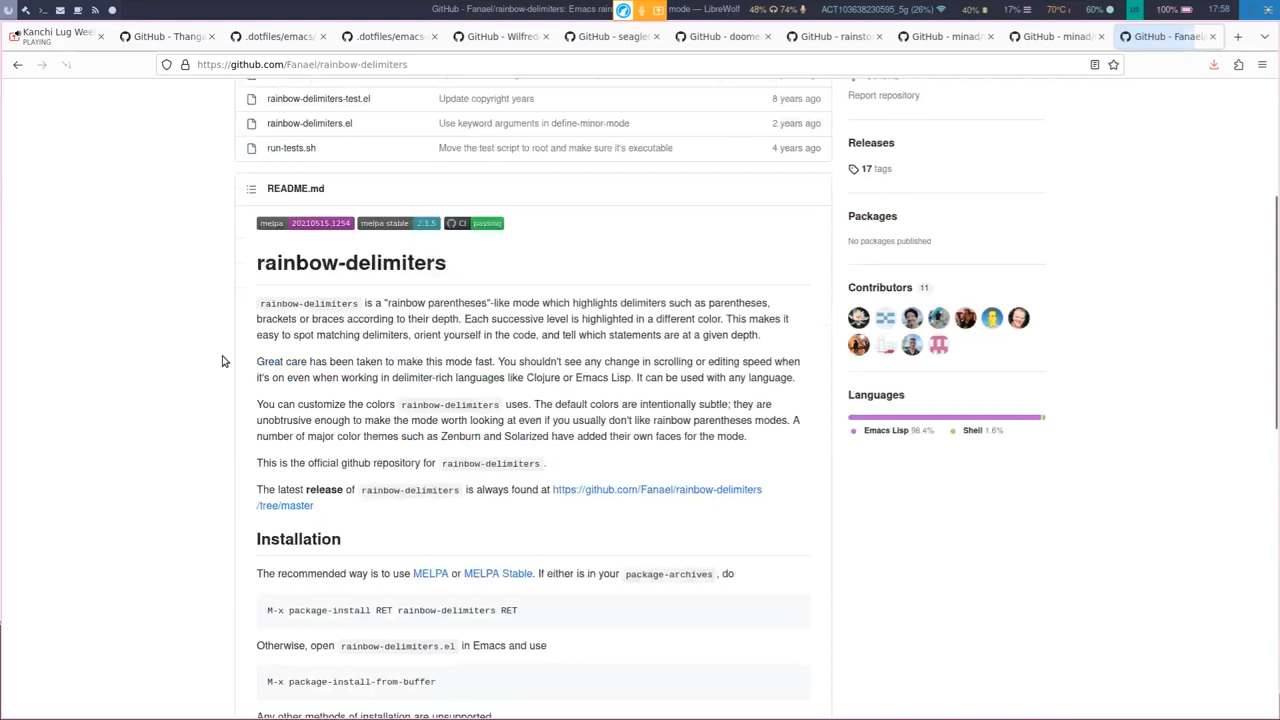 GitHub - Fanael/rainbow-delimiters: Emacs rain mode — LibreWolf
48% 74% ACT103638230595_5g (26%) 40% 17% 70° 60% us 100% 17:58
Kanchi Lug Wee
PLAYING
GitHub - Thanga
.dotfiles/emacs/
.dotfiles/emacs-
GitHub - Wilfred
GitHub - seagle
GitHub - doome
GitHub - rainsto
GitHub - minad/
GitHub - minad/
GitHub - Fanael
https://github.com/Fanael/rainbow-delimiters
rainbow-delimiters-test.el Update copyright years 8 years ago
rainbow-delimiters.el Use keyword arguments in define-minor-mode 2 years ago
run-tests.sh Move the test script to root and make sure it's executable 4 years ago
README.md
melpa 20210515.1254 melpa stable 2.1.5 CI passing
rainbow-delimiters
rainbow-delimiters is a "rainbow parentheses"-like mode which highlights delimiters such as parentheses,
brackets or braces according to their depth. Each successive level is highlighted in a different color. This makes it
easy to spot matching delimiters, orient yourself in the code, and tell which statements are at a given depth.
Great care has been taken to make this mode fast. You shouldn't see any change in scrolling or editing speed when
it's on even when working in delimiter-rich languages like Clojure or Emacs Lisp. It can be used with any language.
You can customize the colors rainbow-delimiters uses. The default colors are intentionally subtle; they are
unobtrusive enough to make the mode worth looking at even if you usually don't like rainbow parentheses modes. A
number of major color themes such as Zenburn and Solarized have added their own faces for the mode.
This is the official github repository for rainbow-delimiters .
The latest release of rainbow-delimiters is always found at https://github.com/Fanael/rainbow-delimiters
/tree/master
Installation
The recommended way is to use MELPA or MELPA Stable. If either is in your package-archives , do
M-x package-install RET rainbow-delimiters RET
Otherwise, open rainbow-delimiters.el in Emacs and use
M-x package-install-from-buffer
Any other methods of installation are unsupported.
Report repository
Releases
17 tags
Packages
No packages published
Contributors 11
Languages
Emacs Lisp 98.4% Shell 1.6%